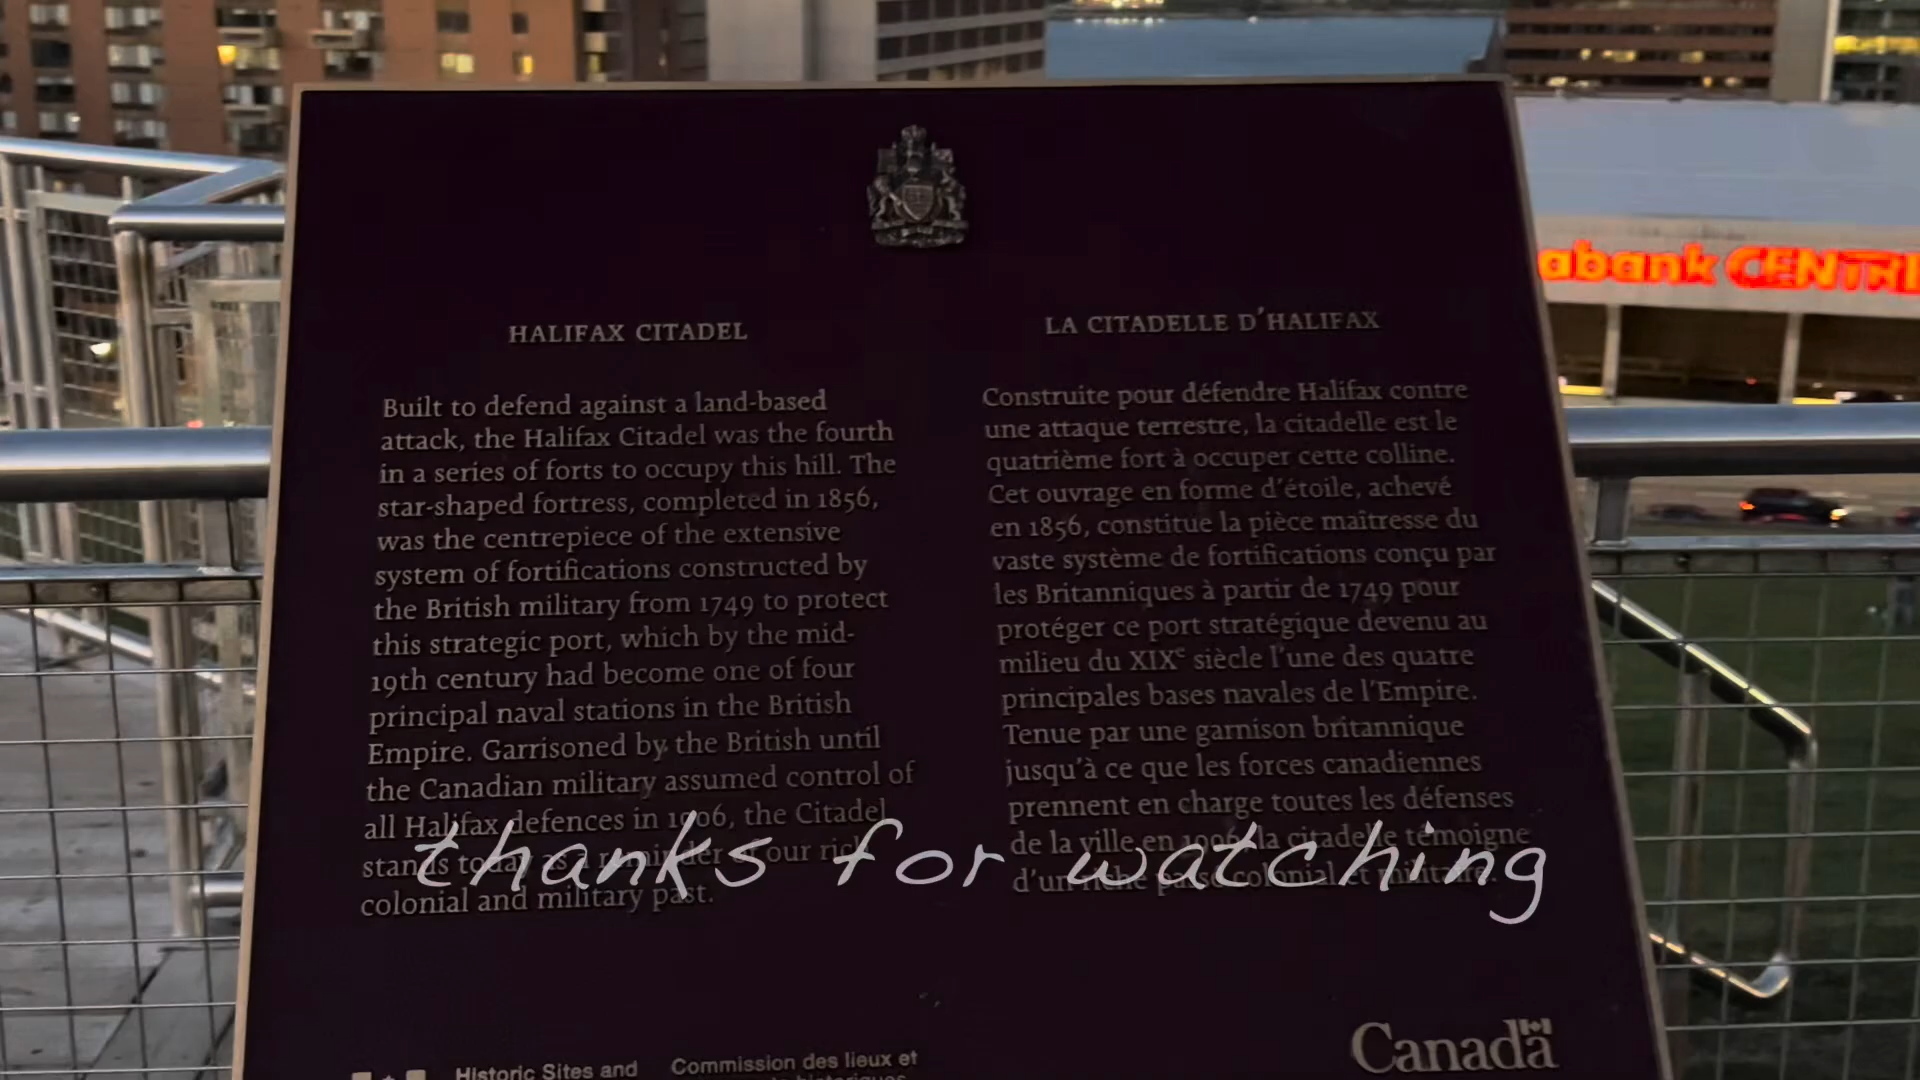 abank CENTR
HALIFAX CITADEL
Built to defend against a land-based
attack, the Halifax Citadel was the fourth
in a series of forts to occupy this hill. The
star-shaped fortress, completed in 1856,
was the centrepiece of the extensive
system of fortifications constructed by
the British military from 1749 to protect
this strategic port, which by the mid-
19th century had become one of four
principal naval stations in the British
Empire. Garrisoned by the British until
the Canadian military assumed control of
all Halifax defences in 1906, the Citadel
stands today as a reminder of our rich
colonial and military past.
LA CITADELLE D'HALIFAX
Construite pour défendre Halifax contre
une attaque terrestre, la citadelle est le
quatrième fort à occuper cette colline.
Cet ouvrage en forme d'étoile, achevé
en 1856, constitue la pièce maîtresse du
vaste système de fortifications conçu par
les Britanniques à partir de 1749 pour
protéger ce port stratégique devenu au
milieu du XIXe siècle l'une des quatre
principales bases navales de l'Empire.
Tenue par une garnison britannique
jusqu'à ce que les forces canadiennes
prennent en charge toutes les défenses
de la ville en 1906, la citadelle témoigne
d'un riche passé colonial et militaire.
thanks for watching
Historic Sites and
Commission des lieux et
Canada